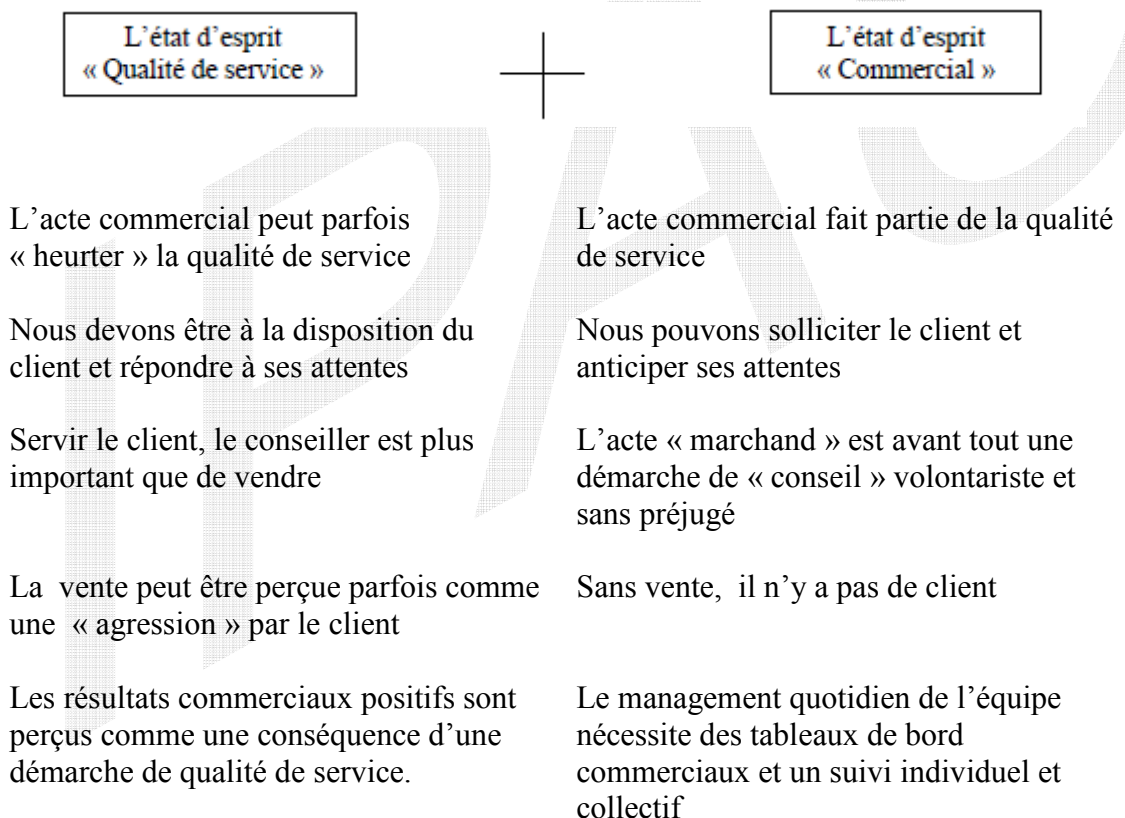 L'état d'esprit
« Qualité de service »
L'état d'esprit
« Commercial »
L'acte commercial peut parfois
« heurter » la qualité de service
L'acte commercial fait partie de la qualité
de service
Nous devons être à la disposition du
client et répondre à ses attentes
Nous pouvons solliciter le client et
anticiper ses attentes
Servir le client, le conseiller est plus
important que de vendre
L'acte « marchand » est avant tout une
démarche de « conseil » volontariste et
sans préjugé
La vente peut être perçue parfois comme
une « agression » par le client
Sans vente, il n'y a pas de client
Les résultats commerciaux positifs sont
perçus comme une conséquence d'une
démarche de qualité de service.
Le management quotidien de l'équipe
nécessite des tableaux de bord
commerciaux et un suivi individuel et
collectif